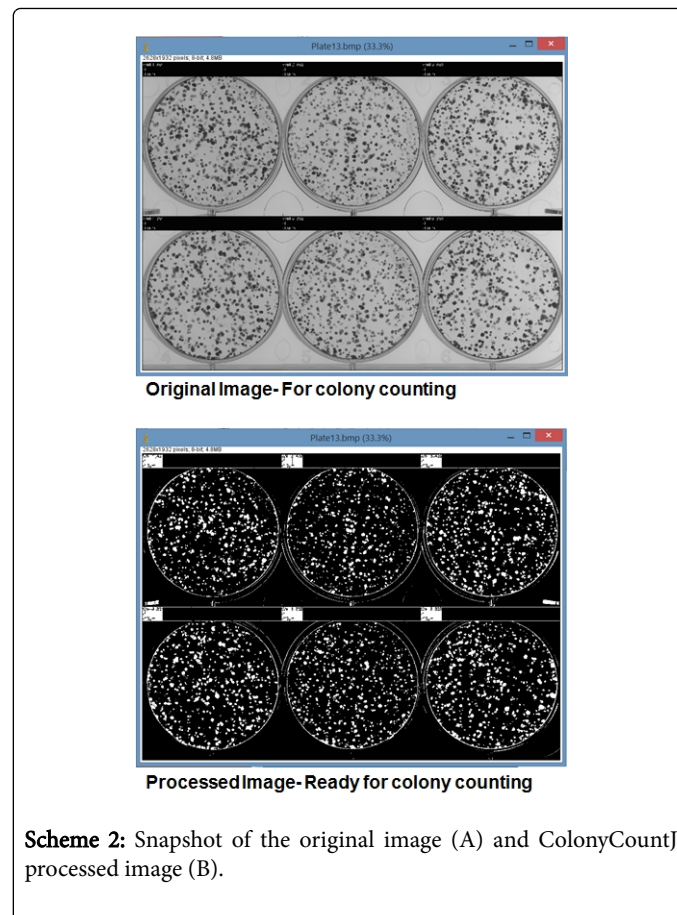 Plate13.bmp (33.3%)
2628x1932 pixels; 8-bit; 4.8MB
Original Image- For colony counting
Plate13.bmp (33.3%)
2628x1932 pixels; 8-bit; 4.8MB
Processed Image- Ready for colony counting
Scheme 2: Snapshot of the original image (A) and ColonyCountJ
processed image (B).